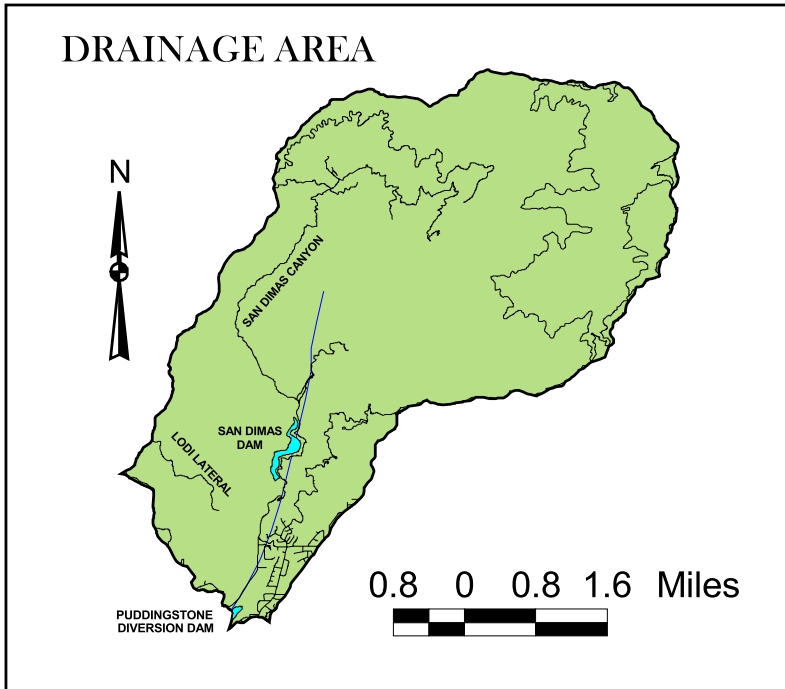 DRAINAGE AREA
N
SAN DIMAS CANYON
SAN DIMAS
DAM
LODI LATERAL
0.8 0 0.8 1.6 Miles
PUDDINGSTONE
DIVERSION DAM